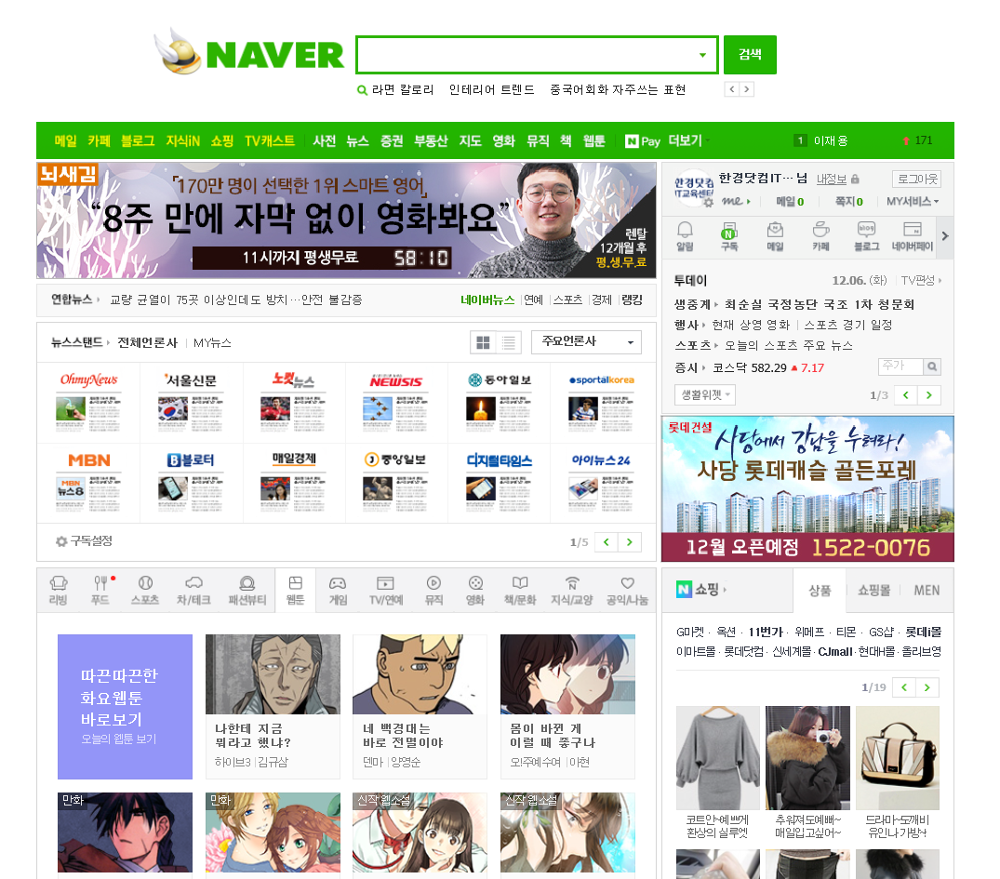 NAVER
검색
라면 칼로리 인테리어 트렌드 중국어회화 자주쓰는 표현
메일 카페 블로그 지식iN 쇼핑 TV캐스트 사전 뉴스 증권 부동산 지도 영화 뮤직 책 웹툰 N Pay 더보기
1 이재용 171
뇌새김
「170만 명이 선택한 1위 스마트 영어」
“8주 만에 자막 없이 영화봐요”
11시까지 평생무료 58:10
렌탈
12개월 후
평.생.무.료
한경닷컴
IT교육센터
한경닷컴IT… 님 내정보 로그아웃
me 메일 0 쪽지 0 MY서비스
알림 구독 메일 카페 블로그 네이버페이
연합뉴스 교량 균열이 75곳 이상인데도 방치…안전 불감증
네이버뉴스 연예 스포츠 경제 랭킹
투데이 12.06. (화) TV편성
생중계 최순실 국정농단 국조 1차 청문회
행사 현재 상영 영화 스포츠 경기 일정
스포츠 오늘의 스포츠 주요 뉴스
증시 코스닥 582.29 ▲ 7.17 주가
생활위젯 1/3
뉴스스탠드 전체언론사 MY뉴스 주요언론사
OhmyNews 서울신문 노컷뉴스 NEWSIS 동아일보 sportalkorea
MBN 블로터 매일경제 중앙일보 디지털타임스 아이뉴스24
MBN
뉴스8
구독설정 1/5
롯데건설
사당에서 강남을 누려라!
사당 롯데캐슬 골든포레
12월 오픈예정 1522-0076
리빙 푸드 스포츠 차/테크 패션뷰티 웹툰 게임 TV/연예 뮤직 영화 책/문화 지식/교양 공익/나눔
따끈따끈한
화요웹툰
바로보기
오늘의 웹툰 보기
나한테 지금
뭐라고 했냐?
하이브3 김규삼
네 백경대는
바로 전멸이야
덴마 양영순
몸이 바뀐 게
이럴 때 좋구나
오!주예수여 아현
만화
만화
신작 웹소설
신작 웹소설
N 쇼핑 상품 쇼핑몰 MEN
G마켓 · 옥션 · 11번가 · 위메프 · 티몬 · GS샵 · 롯데i몰
이마트몰 · 롯데닷컴 · 신세계몰 · CJmall · 현대H몰 · 올리브영
1/19
코트안~예쁘게
환상의 실루엣
추워져도예뻐~
매일입고싶어~
드라마~도깨비
유인나 가방~!